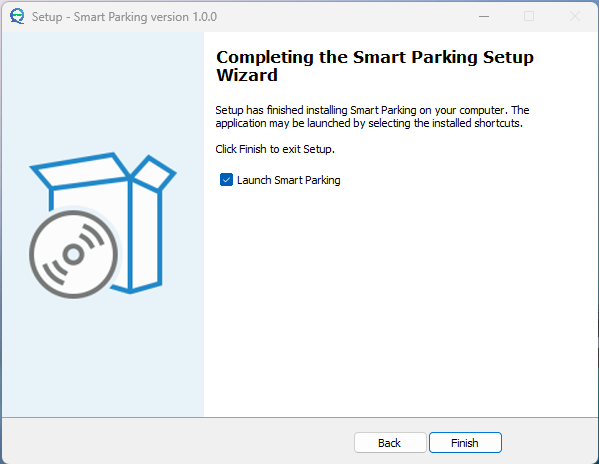 Setup - Smart Parking version 1.0.0
Completing the Smart Parking Setup
Wizard
Setup has finished installing Smart Parking on your computer. The
application may be launched by selecting the installed shortcuts.
Click Finish to exit Setup.
Launch Smart Parking
Back
Finish